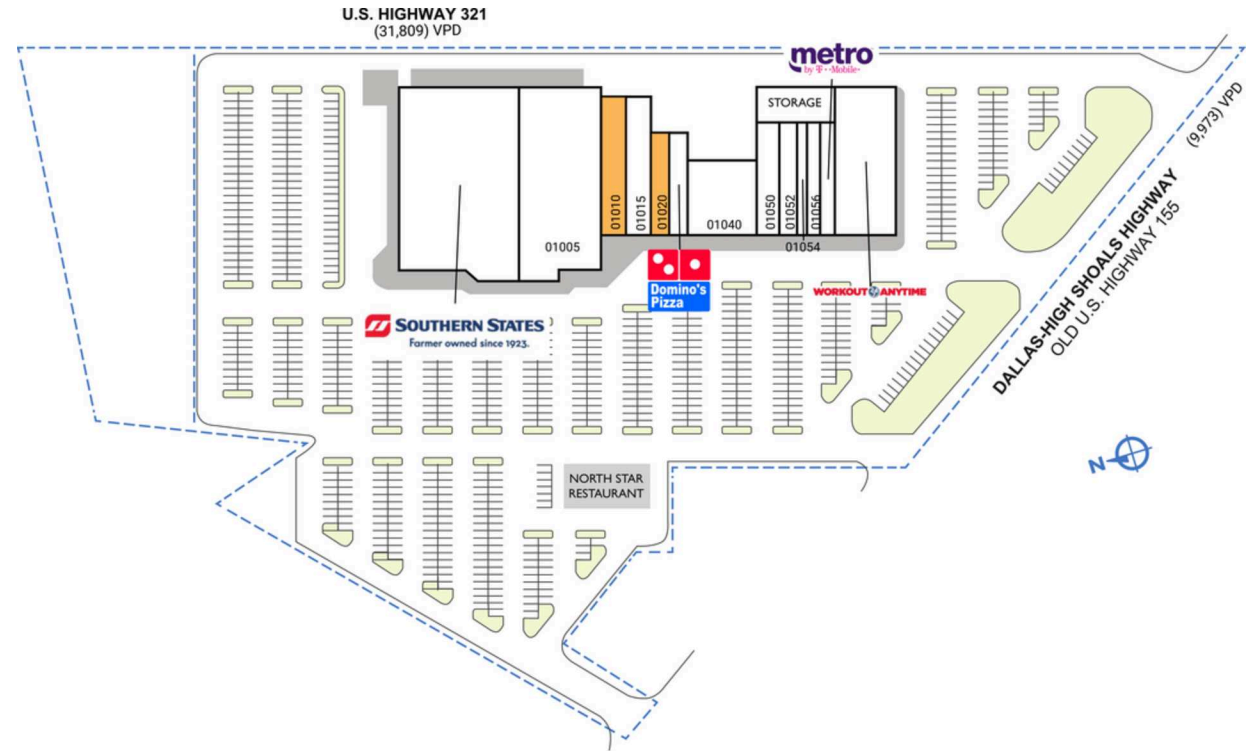 U.S. HIGHWAY 321
(31,809) VPD
metro
by T-Mobile
STORAGE
(9,973) VPD
DALLAS-HIGH SHOALS HIGHWAY
OLD U.S. HIGHWAY 155
01005
01010
01015
01020
01040
01050
01052
01054
01056
Domino's
Pizza
WORKOUT ANYTIME
SOUTHERN STATES
Farmer owned since 1923.
N
NORTH STAR
RESTAURANT